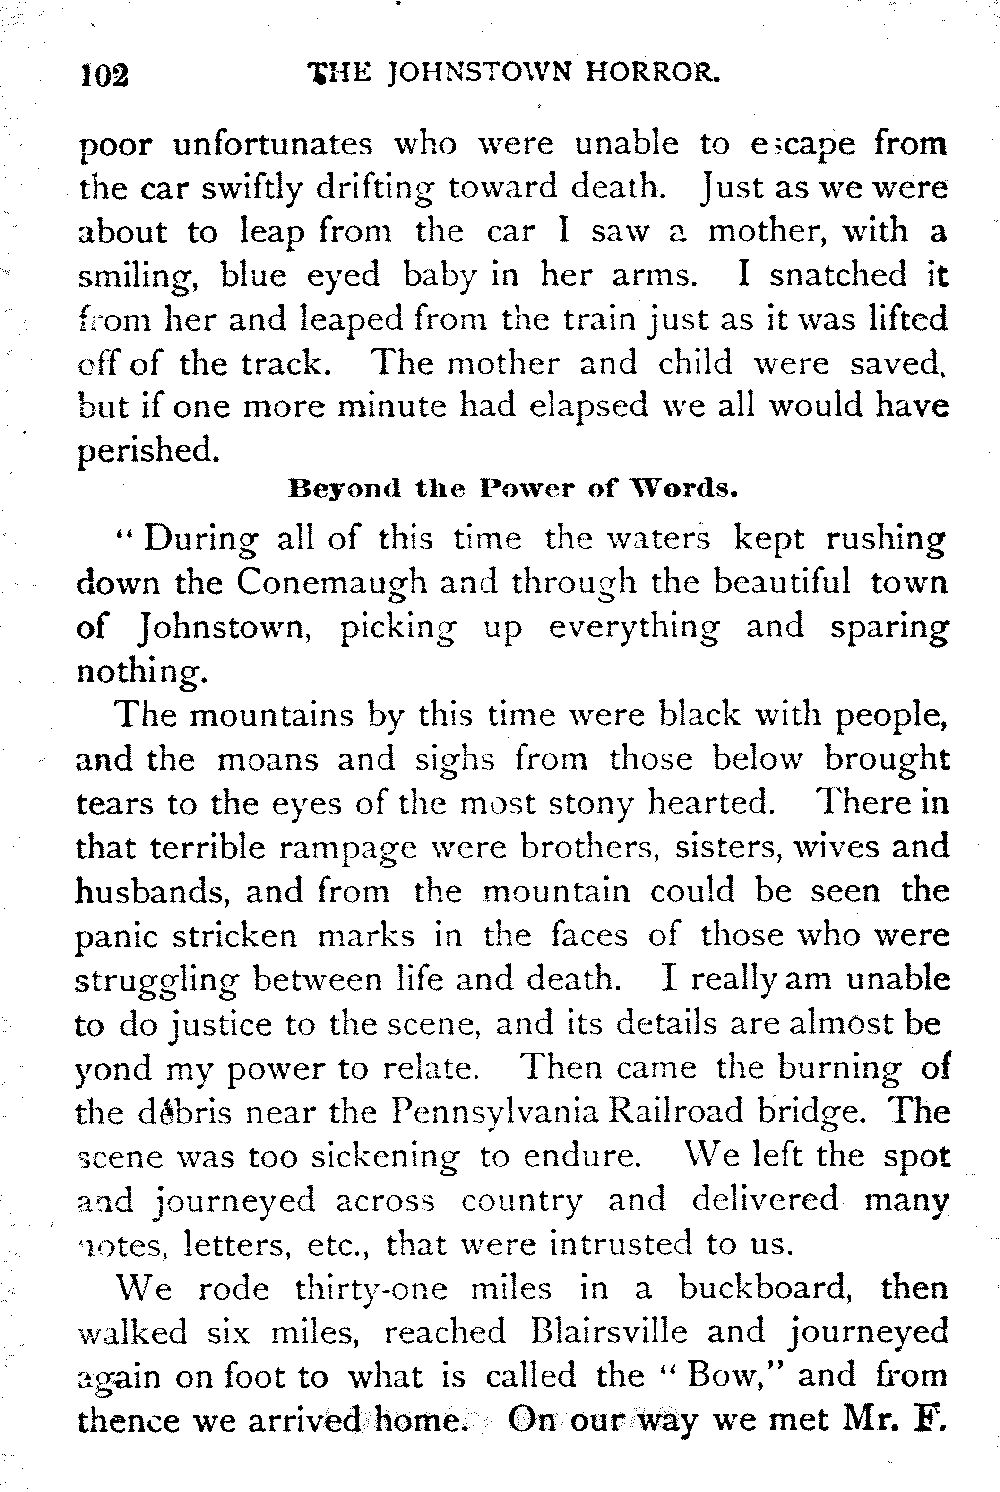 102 THE JOHNSTOWN HORROR.
poor unfortunates who were unable to escape from
the car swiftly drifting toward death. Just as we were
about to leap from the car I saw a mother, with a
smiling, blue eyed baby in her arms. I snatched it
from her and leaped from the train just as it was lifted
off of the track. The mother and child were saved,
but if one more minute had elapsed we all would have
perished.
Beyond the Power of Words.
“ During all of this time the waters kept rushing
down the Conemaugh and through the beautiful town
of Johnstown, picking up everything and sparing
nothing.
The mountains by this time were black with people,
and the moans and sighs from those below brought
tears to the eyes of the most stony hearted. There in
that terrible rampage were brothers, sisters, wives and
husbands, and from the mountain could be seen the
panic stricken marks in the faces of those who were
struggling between life and death. I really am unable
to do justice to the scene, and its details are almost be
yond my power to relate. Then came the burning of
the débris near the Pennsylvania Railroad bridge. The
scene was too sickening to endure. We left the spot
and journeyed across country and delivered many
notes, letters, etc., that were intrusted to us.
We rode thirty-one miles in a buckboard, then
walked six miles, reached Blairsville and journeyed
again on foot to what is called the “ Bow,” and from
thence we arrived home. On our way we met Mr. F.